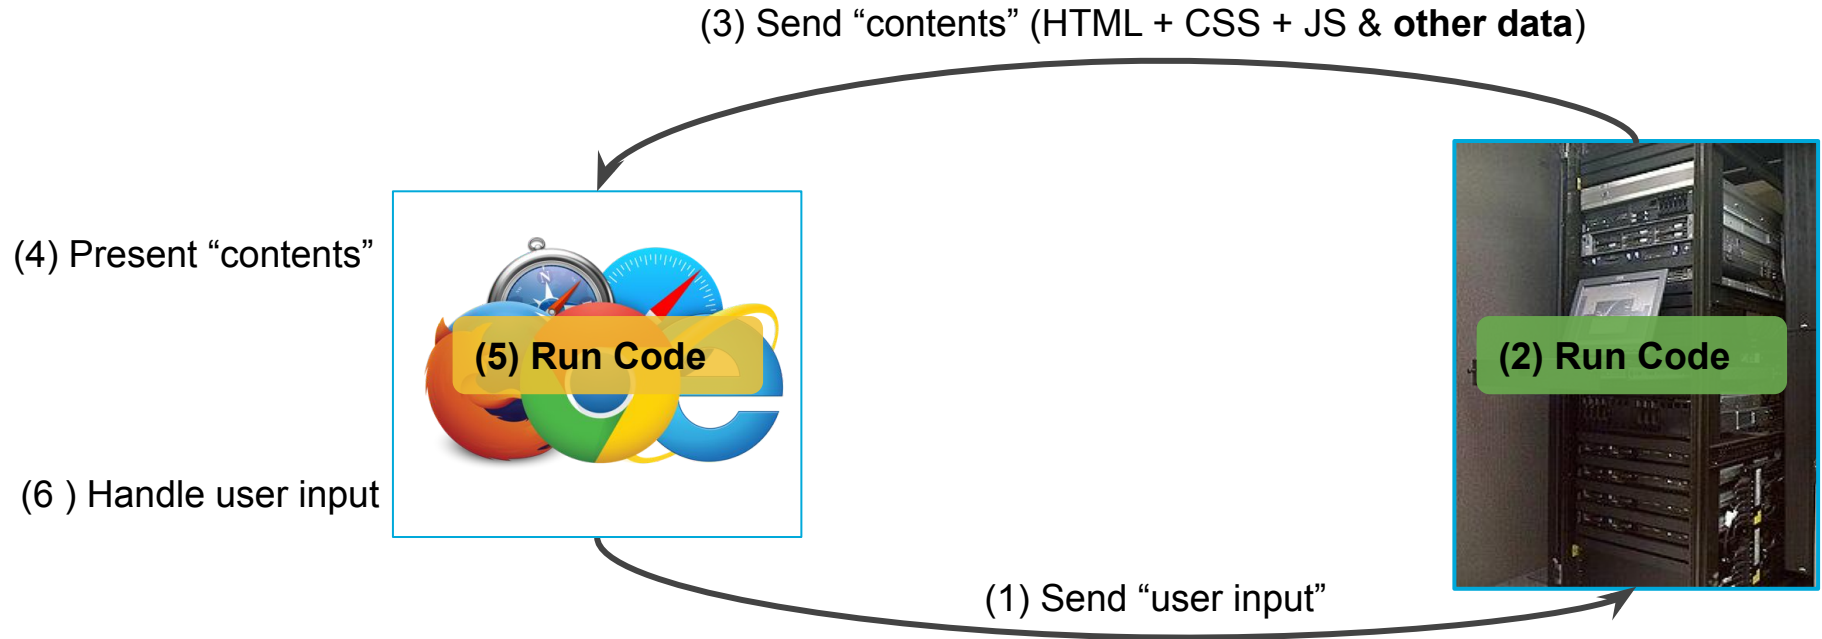 (3) Send “contents” (HTML + CSS + JS & other data)
(4) Present “contents”
(5) Run Code
(2) Run Code
(6 ) Handle user input
(1) Send “user input”